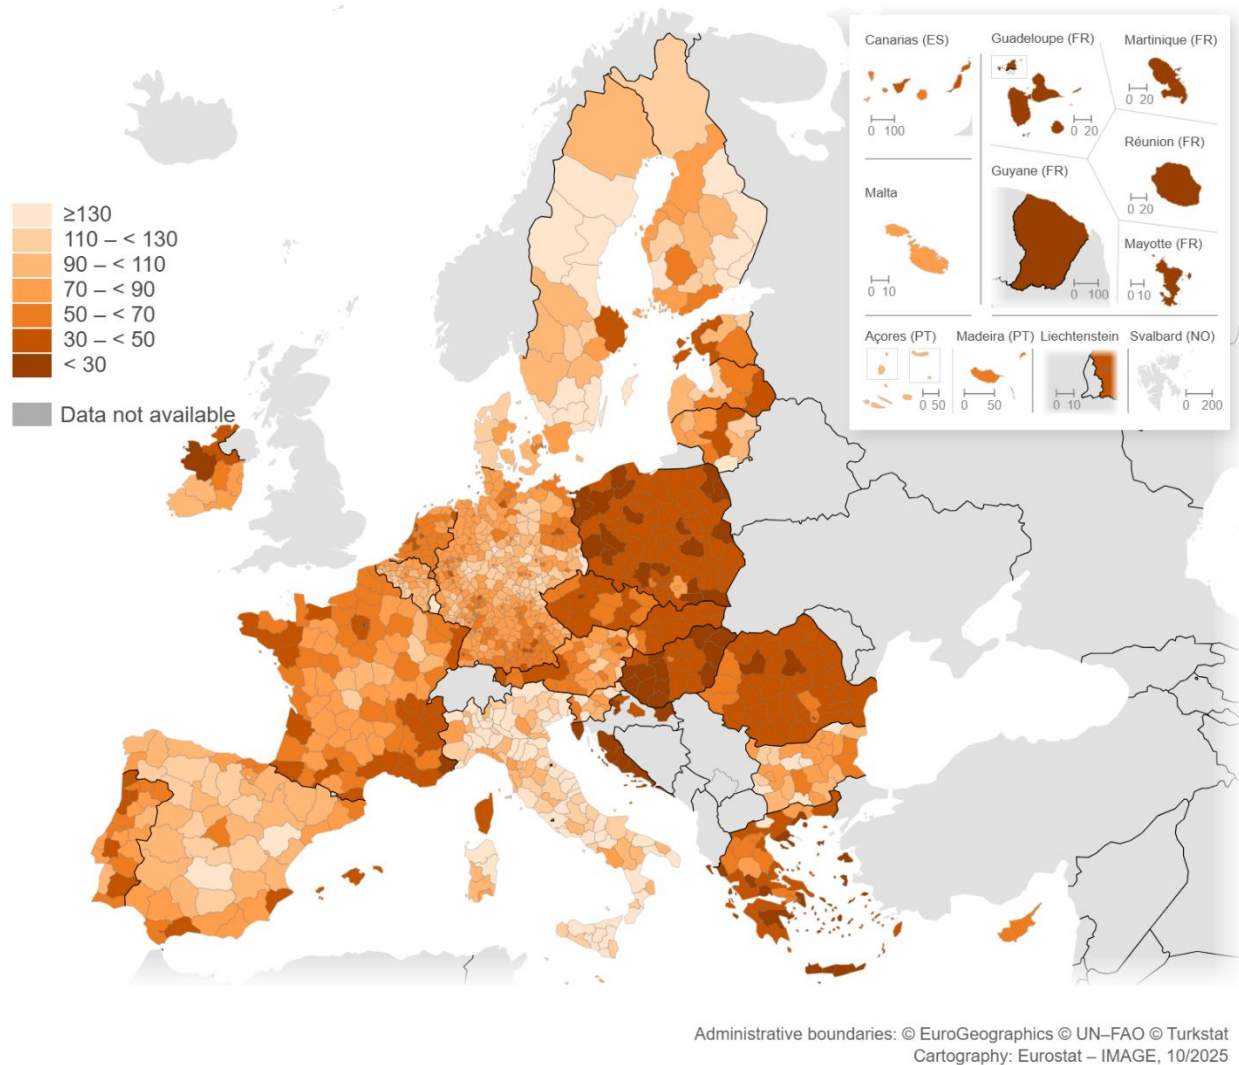 Canarias (ES)
0 100
Guadeloupe (FR)
0 20
Martinique (FR)
0 20
Réunion (FR)
0 20
Malta
0 10
Guyane (FR)
0 100
Mayotte (FR)
0 10
Açores (PT)
0 50
Madeira (PT)
0 50
Liechtenstein
0 10
Svalbard (NO)
0 200
≥130
110 – < 130
90 – < 110
70 – < 90
50 – < 70
30 – < 50
< 30
Data not available
Administrative boundaries: © EuroGeographics © UN–FAO © Turkstat
Cartography: Eurostat – IMAGE, 10/2025